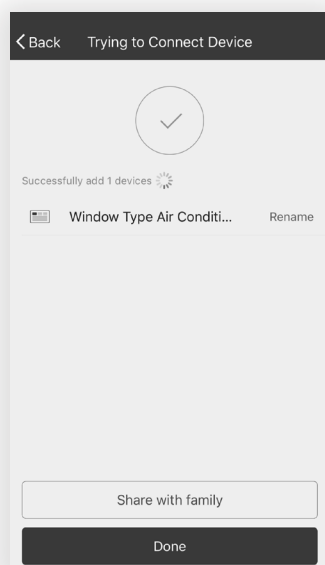 Back Trying to Connect Device
Successfully add 1 devices
Window Type Air Conditi... Rename
Share with family
Done